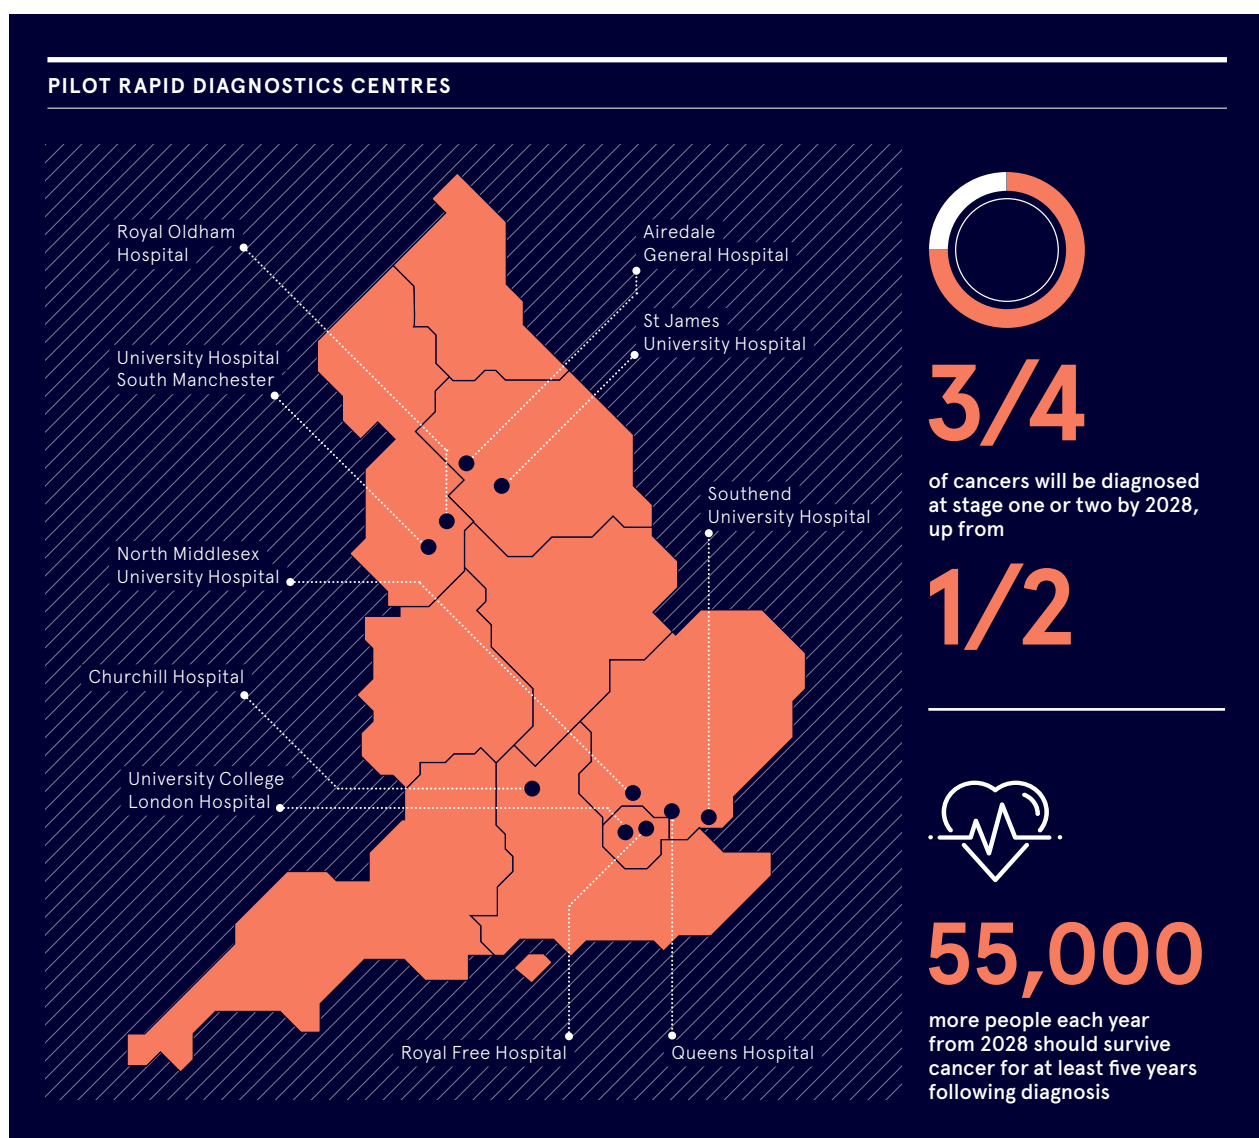 PILOT RAPID DIAGNOSTICS CENTRES
Royal Oldham
Hospital
Airedale
General Hospital
St James
University Hospital
University Hospital
South Manchester
Southend
University Hospital
North Middlesex
University Hospital
Churchill Hospital
University College
London Hospital
Royal Free Hospital
Queens Hospital
3/4
of cancers will be diagnosed
at stage one or two by 2028,
up from
1/2
55,000
more people each year
from 2028 should survive
cancer for at least five years
following diagnosis